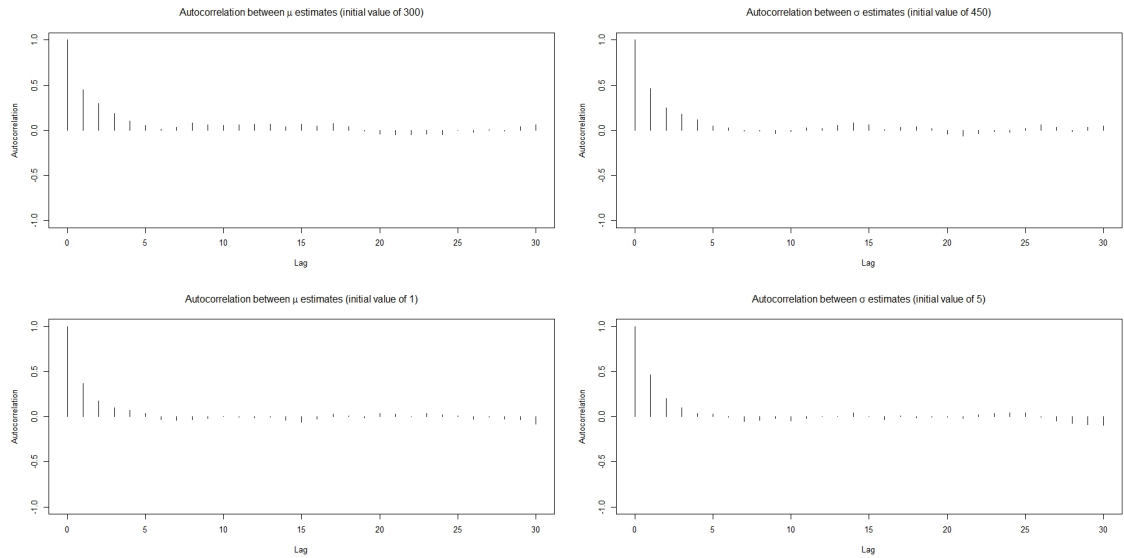 Autocorrelation between μ estimates (initial value of 300)
1.0
0.5
0.0
-0.5
-1.0
Autocorrelation
0 5 10 15 20 25 30
Lag
Autocorrelation between σ estimates (initial value of 450)
1.0
0.5
0.0
-0.5
-1.0
Autocorrelation
0 5 10 15 20 25 30
Lag
Autocorrelation between μ estimates (initial value of 1)
1.0
0.5
0.0
-0.5
-1.0
Autocorrelation
0 5 10 15 20 25 30
Lag
Autocorrelation between σ estimates (initial value of 5)
1.0
0.5
0.0
-0.5
-1.0
Autocorrelation
0 5 10 15 20 25 30
Lag